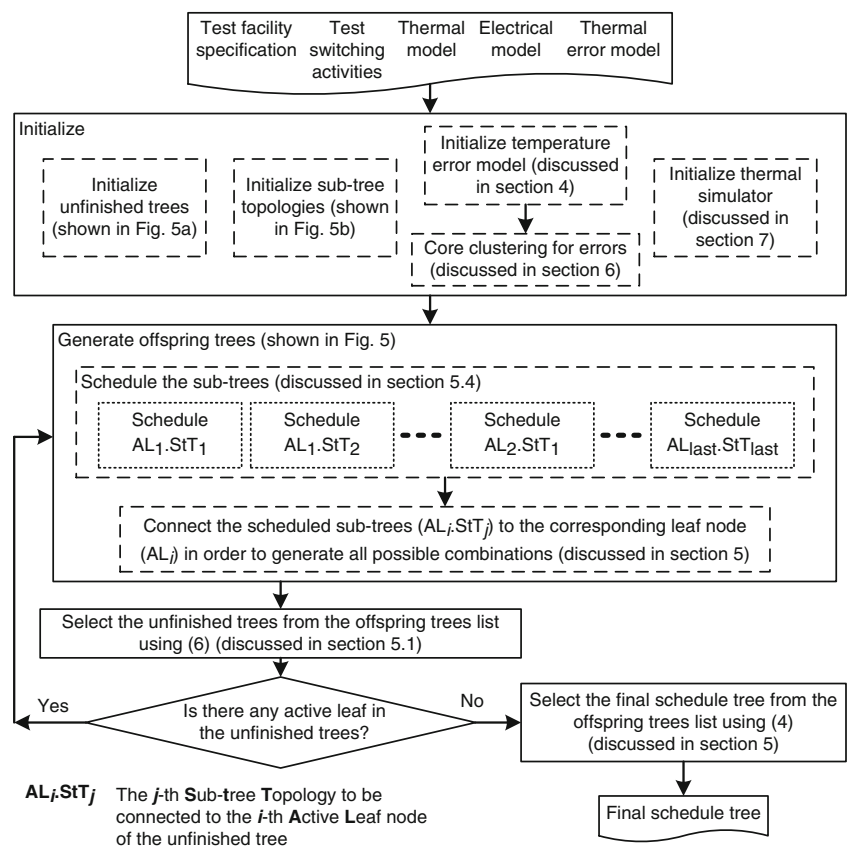 Test facility
specification
Test
switching
activities
Thermal
model
Electrical
model
Thermal
error model
Initialize
Initialize
unfinished trees
(shown in Fig. 5a)
Initialize sub-tree
topologies (shown
in Fig. 5b)
Initialize temperature
error model (discussed
in section 4)
Core clustering for errors
(discussed in section 6)
Initialize thermal
simulator
(discussed in
section 7)
Generate offspring trees (shown in Fig. 5)
Schedule the sub-trees (discussed in section 5.4)
Schedule
AL1.StT1
Schedule
AL1.StT2
Schedule
AL2.StT1
Schedule
ALlast.StTlast
Connect the scheduled sub-trees (ALi.StTj) to the corresponding leaf node
(ALi) in order to generate all possible combinations (discussed in section 5)
Select the unfinished trees from the offspring trees list
using (6) (discussed in section 5.1)
Yes
Is there any active leaf in
the unfinished trees?
No
Select the final schedule tree from the
offspring trees list using (4)
(discussed in section 5)
Final schedule tree
ALi.StTj The j-th Sub-tree Topology to be
connected to the i-th Active Leaf node
of the unfinished tree